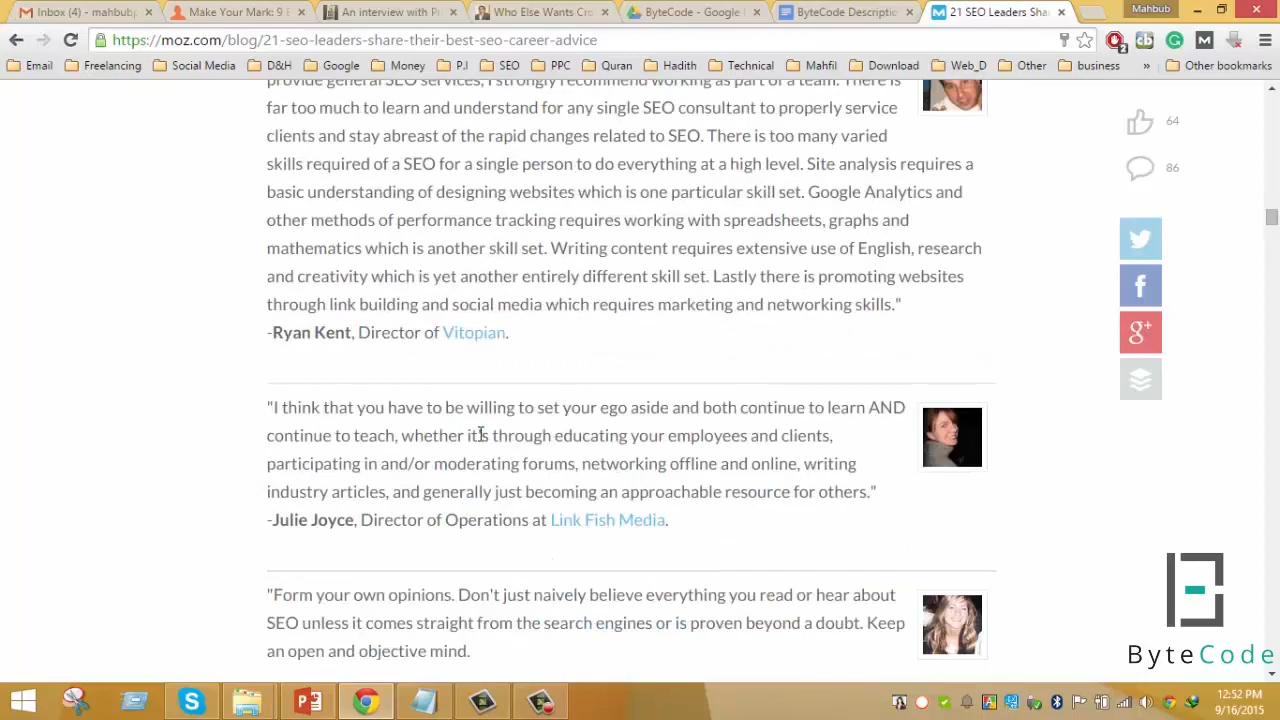 Inbox (4) - mahbub
Make Your Mark: 9 E
An interview with Pr
Who Else Wants Cro
ByteCode - Google
ByteCode Descriptio
21 SEO Leaders Sha
Mahbub
https://moz.com/blog/21-seo-leaders-share-their-best-seo-career-advice
2
Email
Freelancing
Social Media
D&H
Google
Money
P.I
SEO
PPC
Quran
Hadith
Technical
Mahfil
Download
Web_D
Other
business
»
Other bookmarks
provide general SEO services, I strongly recommend working as part of a team. There is
far too much to learn and understand for any single SEO consultant to properly service
clients and stay abreast of the rapid changes related to SEO. There is too many varied
skills required of a SEO for a single person to do everything at a high level. Site analysis requires a
basic understanding of designing websites which is one particular skill set. Google Analytics and
other methods of performance tracking requires working with spreadsheets, graphs and
mathematics which is another skill set. Writing content requires extensive use of English, research
and creativity which is yet another entirely different skill set. Lastly there is promoting websites
through link building and social media which requires marketing and networking skills."
-Ryan Kent, Director of Vitopian.
"I think that you have to be willing to set your ego aside and both continue to learn AND
continue to teach, whether it's through educating your employees and clients,
participating in and/or moderating forums, networking offline and online, writing
industry articles, and generally just becoming an approachable resource for others."
-Julie Joyce, Director of Operations at Link Fish Media.
"Form your own opinions. Don't just naively believe everything you read or hear about
SEO unless it comes straight from the search engines or is proven beyond a doubt. Keep
an open and objective mind.
64
86
ByteCode
12:52 PM
9/16/2015